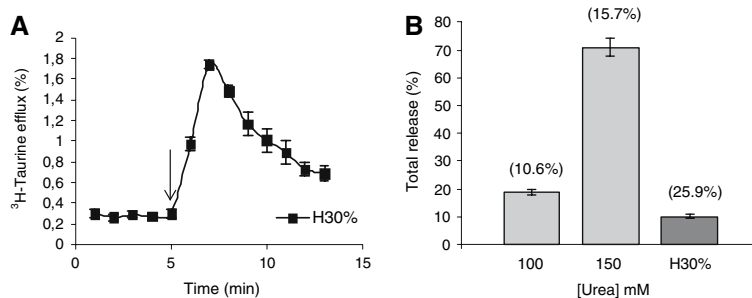 A
2
1,8
1,6
1,4
1,2
1
0,8
0,6
0,4
0,2
0
³H-Taurine efflux (%)
H30%
0 5 10 15
Time (min)
B
80
70
60
50
40
30
20
10
0
Total release (%)
(10.6%)
(15.7%)
(25.9%)
100 150 H30%
[Urea] mM